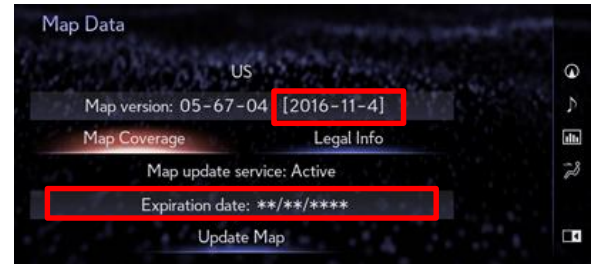 Map Data
US
Map version: 05-67-04 [2016-11-4]
Map Coverage Legal Info
Map update service: Active
Expiration date: **/**/****
Update Map